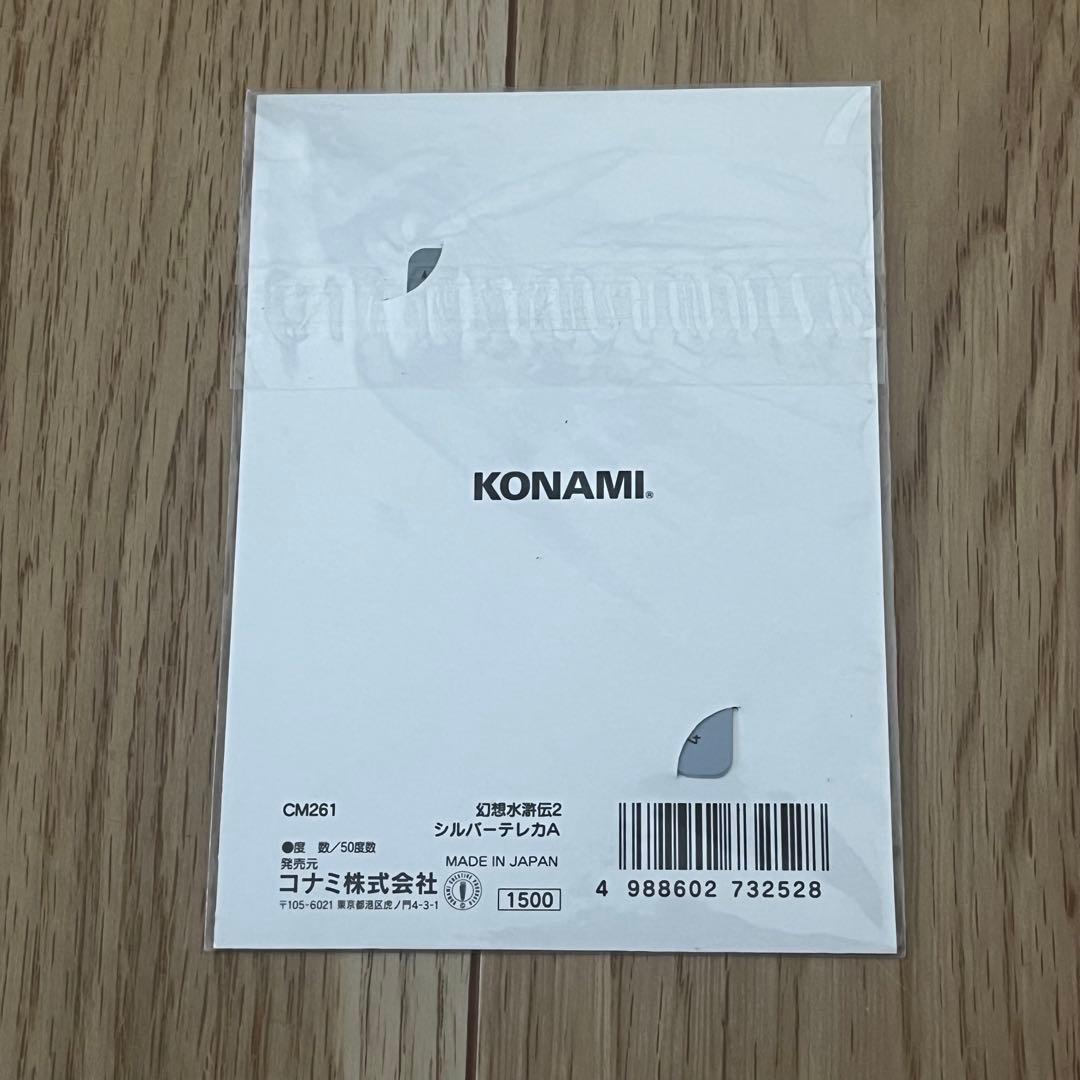 KONAMI®
CM261
幻想水滸伝2
シルバーテレカA
●度 数/50度数
発売元
コナミ株式会社
〒105-6021 東京都港区虎ノ門4-3-1
MADE IN JAPAN
1500
4 988602 732528